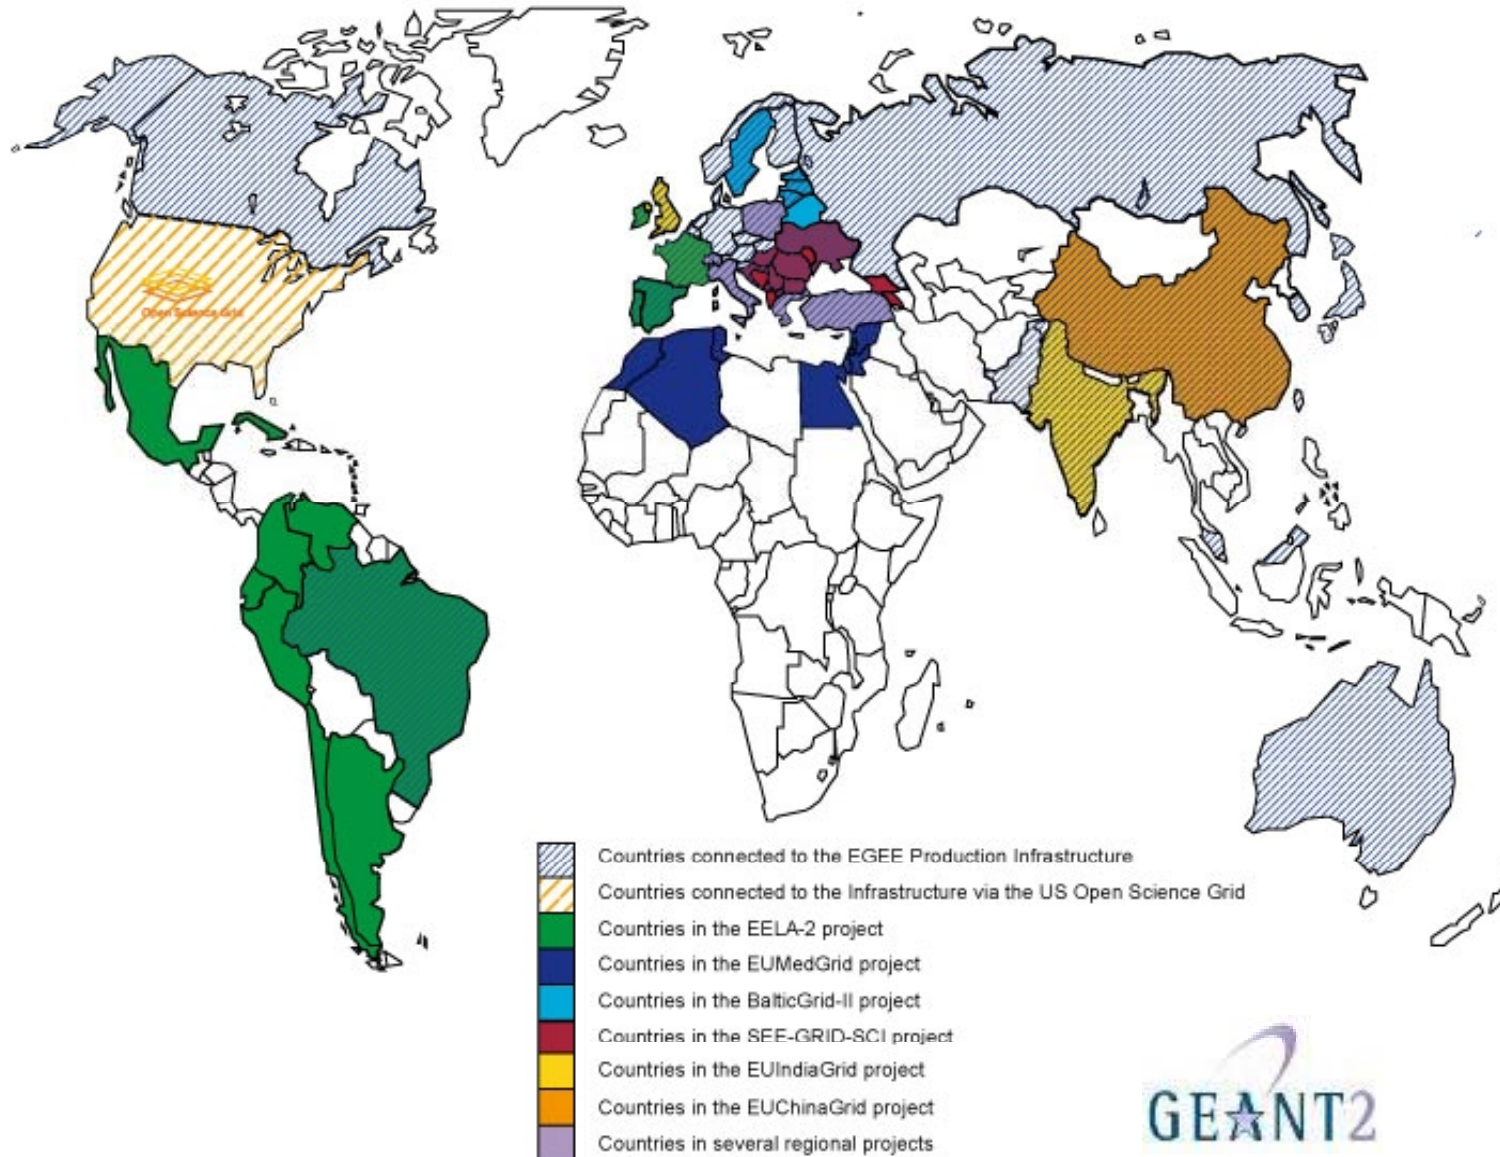 Open Science Grid
Countries connected to the EGEE Production Infrastructure
Countries connected to the Infrastructure via the US Open Science Grid
Countries in the EELA-2 project
Countries in the EUMedGrid project
Countries in the BalticGrid-II project
Countries in the SEE-GRID-SCI project
Countries in the EUIndiaGrid project
Countries in the EUChinaGrid project
Countries in several regional projects
GEANT2